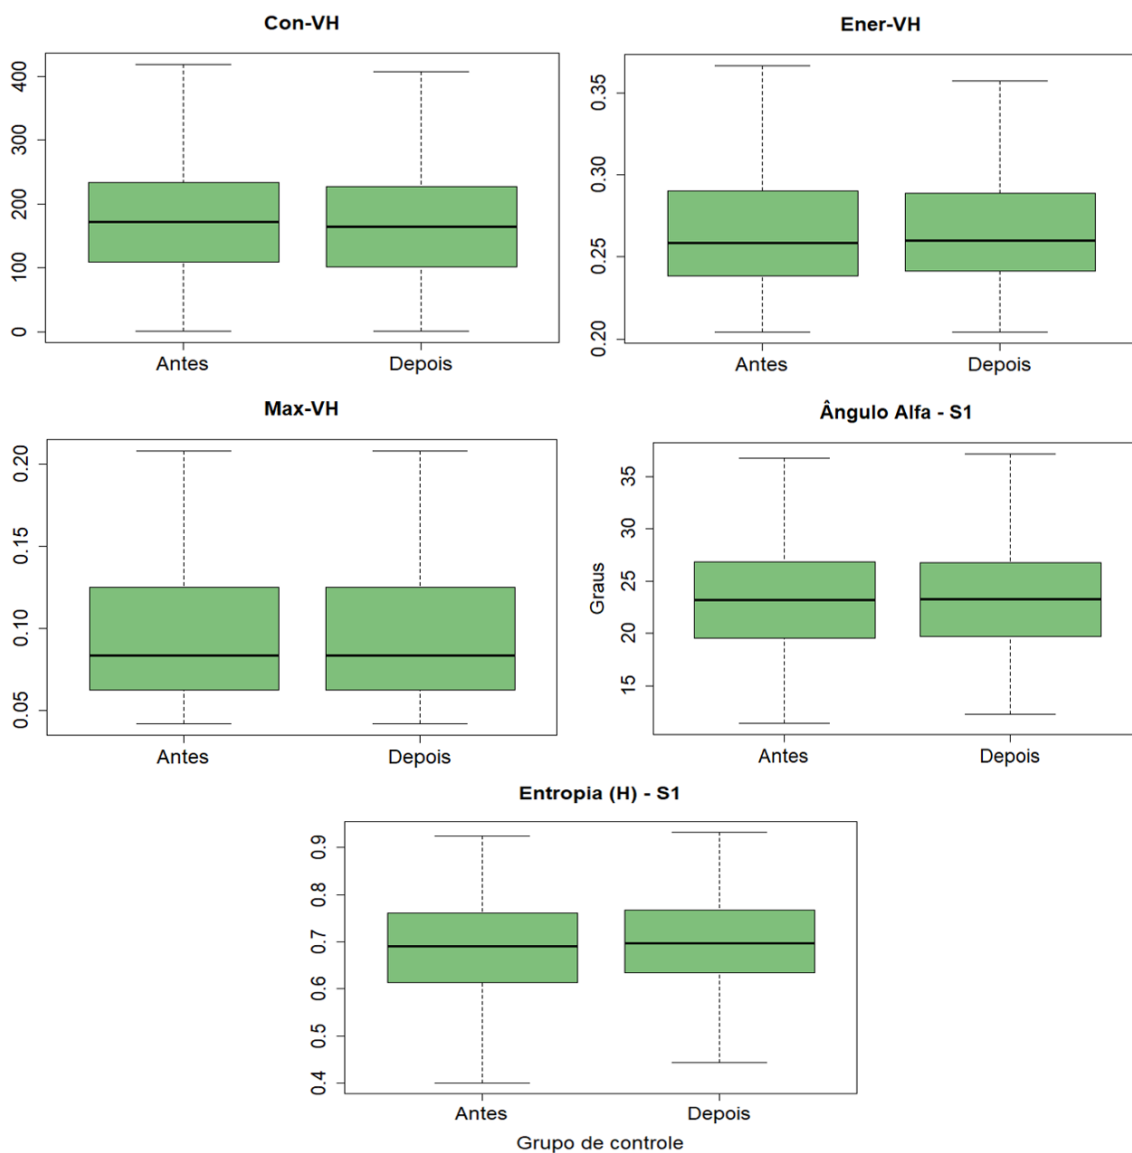 Con-VH
400
300
200
100
0
Antes Depois
Ener-VH
0.35
0.30
0.25
0.20
Antes Depois
Max-VH
0.20
0.15
0.10
0.05
Antes Depois
Ângulo Alfa - S1
Graus
35
30
25
20
15
Antes Depois
Entropia (H) - S1
0.9
0.8
0.7
0.6
0.5
0.4
Antes Depois
Grupo de controle